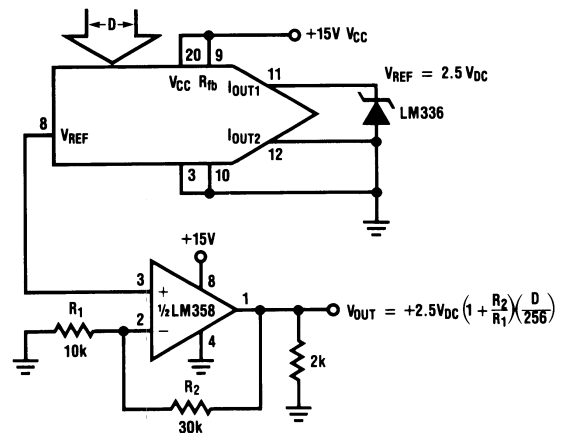 D
+15V VCC
20 9
VCC Rfb
11
IOUT1
VREF = 2.5 VDC
LM336
8
VREF
IOUT2
12
3 10
+15V
3
+
8
1
½LM358
VOUT = +2.5VDC (1 + R2/R1)(D/256)
R1
2
−
4
10k
2k
R2
30k